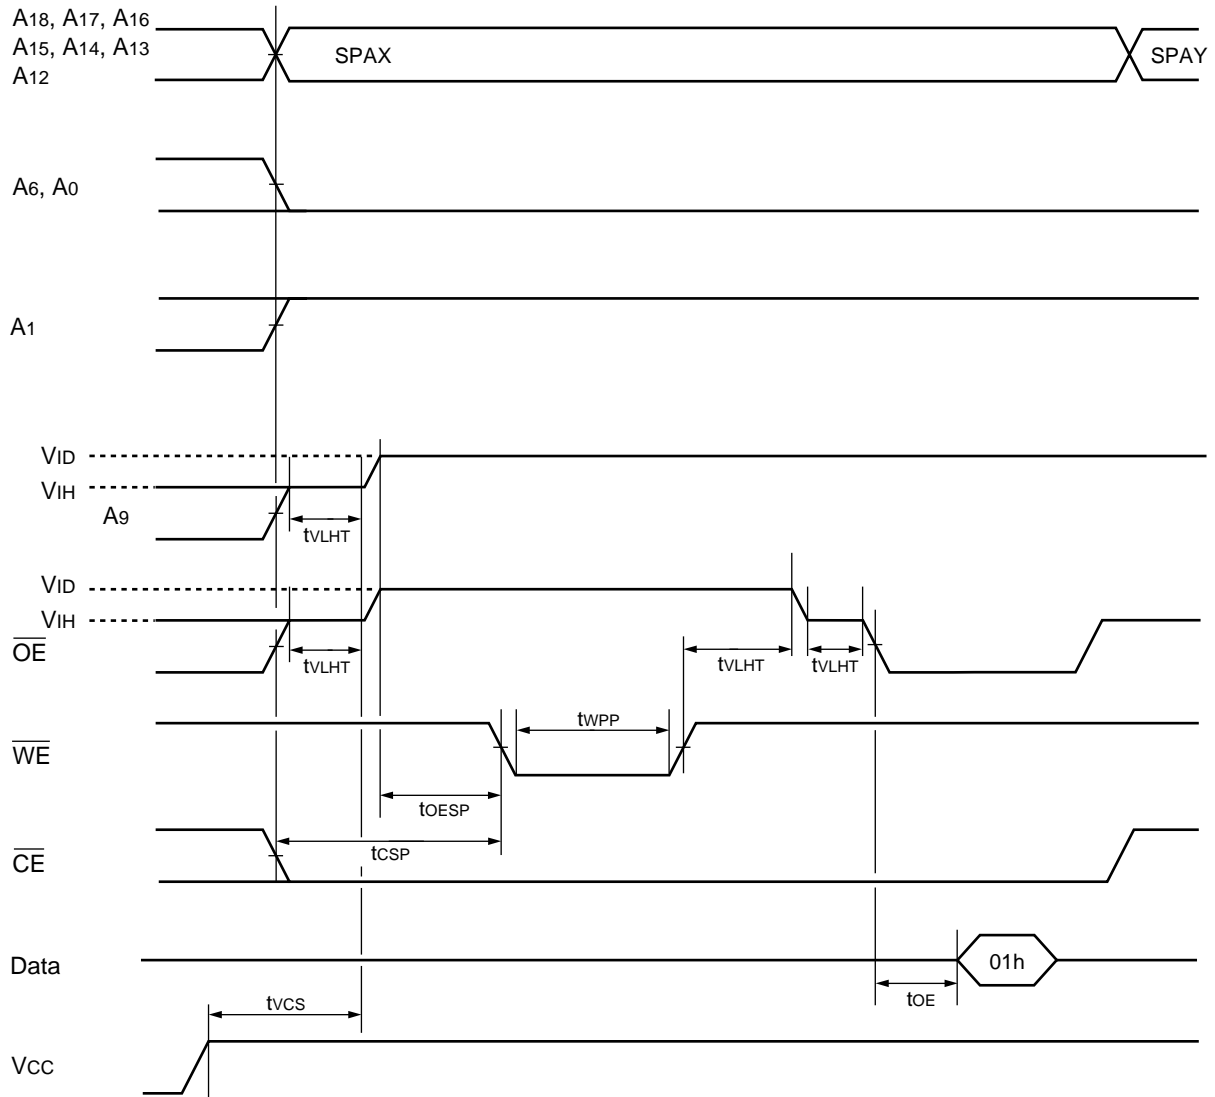 A18, A17, A16
A15, A14, A13
A12
SPAX
SPAY
A6, A0
A1
VID
VIH
A9
tVLHT
VID
VIH
OE
tVLHT
tVLHT
tVLHT
WE
tWPP
tOESP
tCSP
CE
Data
01h
tOE
tVCS
VCC